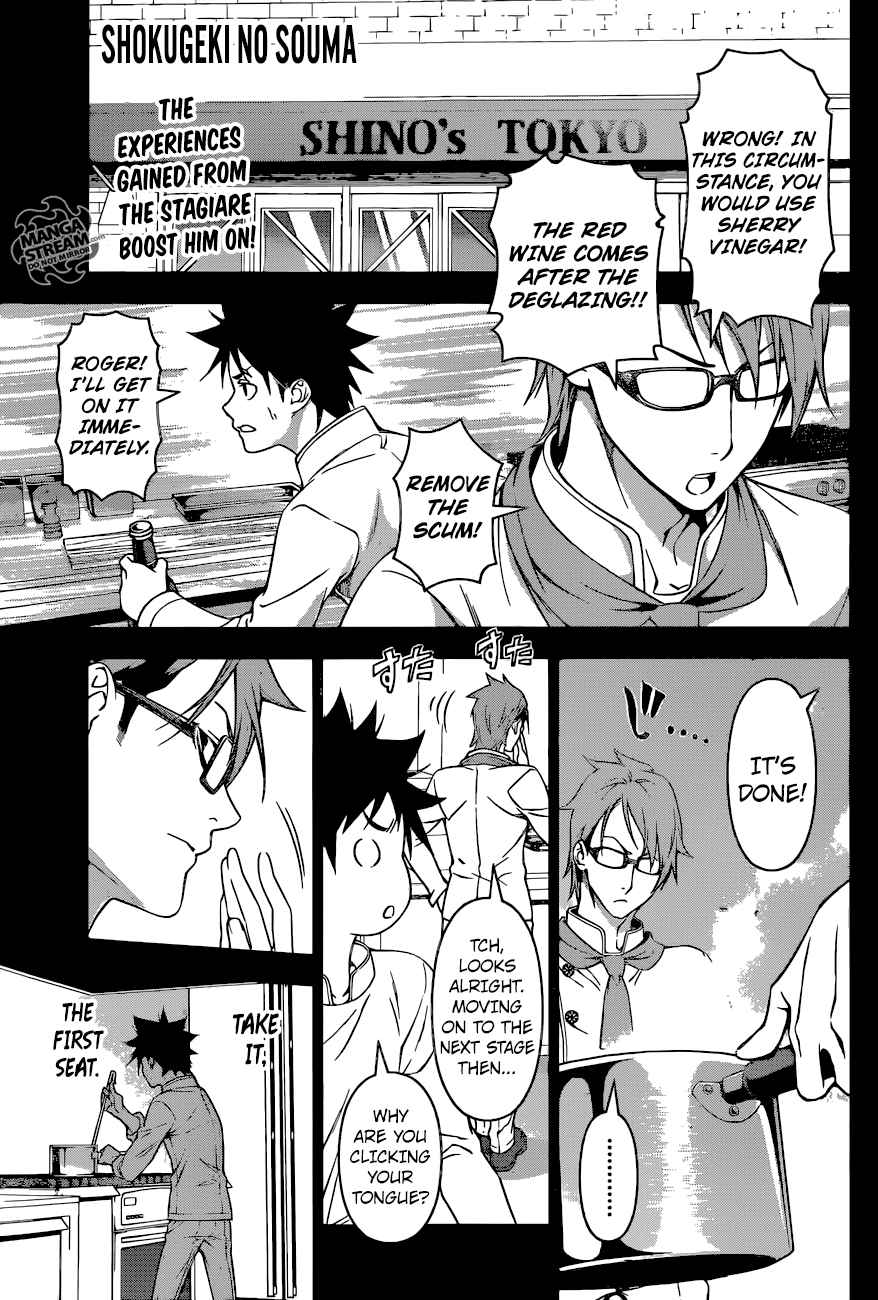 SHOKUGEKI NO SOUMA
THE
EXPERIENCES
GAINED FROM
THE STAGIARE
BOOST HIM ON!
SHINO's TOKYO
MANGA
STREAM.com
DO NOT MIRROR
WRONG! IN
THIS CIRCUM-
STANCE, YOU
WOULD USE
SHERRY
VINEGAR!
THE RED
WINE COMES
AFTER THE
DEGLAZING!!
ROGER!
I'LL GET
ON IT
IMME-
DIATELY.
REMOVE
THE
SCUM!
IT'S
DONE!
じ.....
..........
すた
すた
TCH,
LOOKS
ALRIGHT.
MOVING
ON TO THE
NEXT STAGE
THEN...
WHY
ARE YOU
CLICKING
YOUR
TONGUE?
TAKE
IT,
THE
FIRST
SEAT.